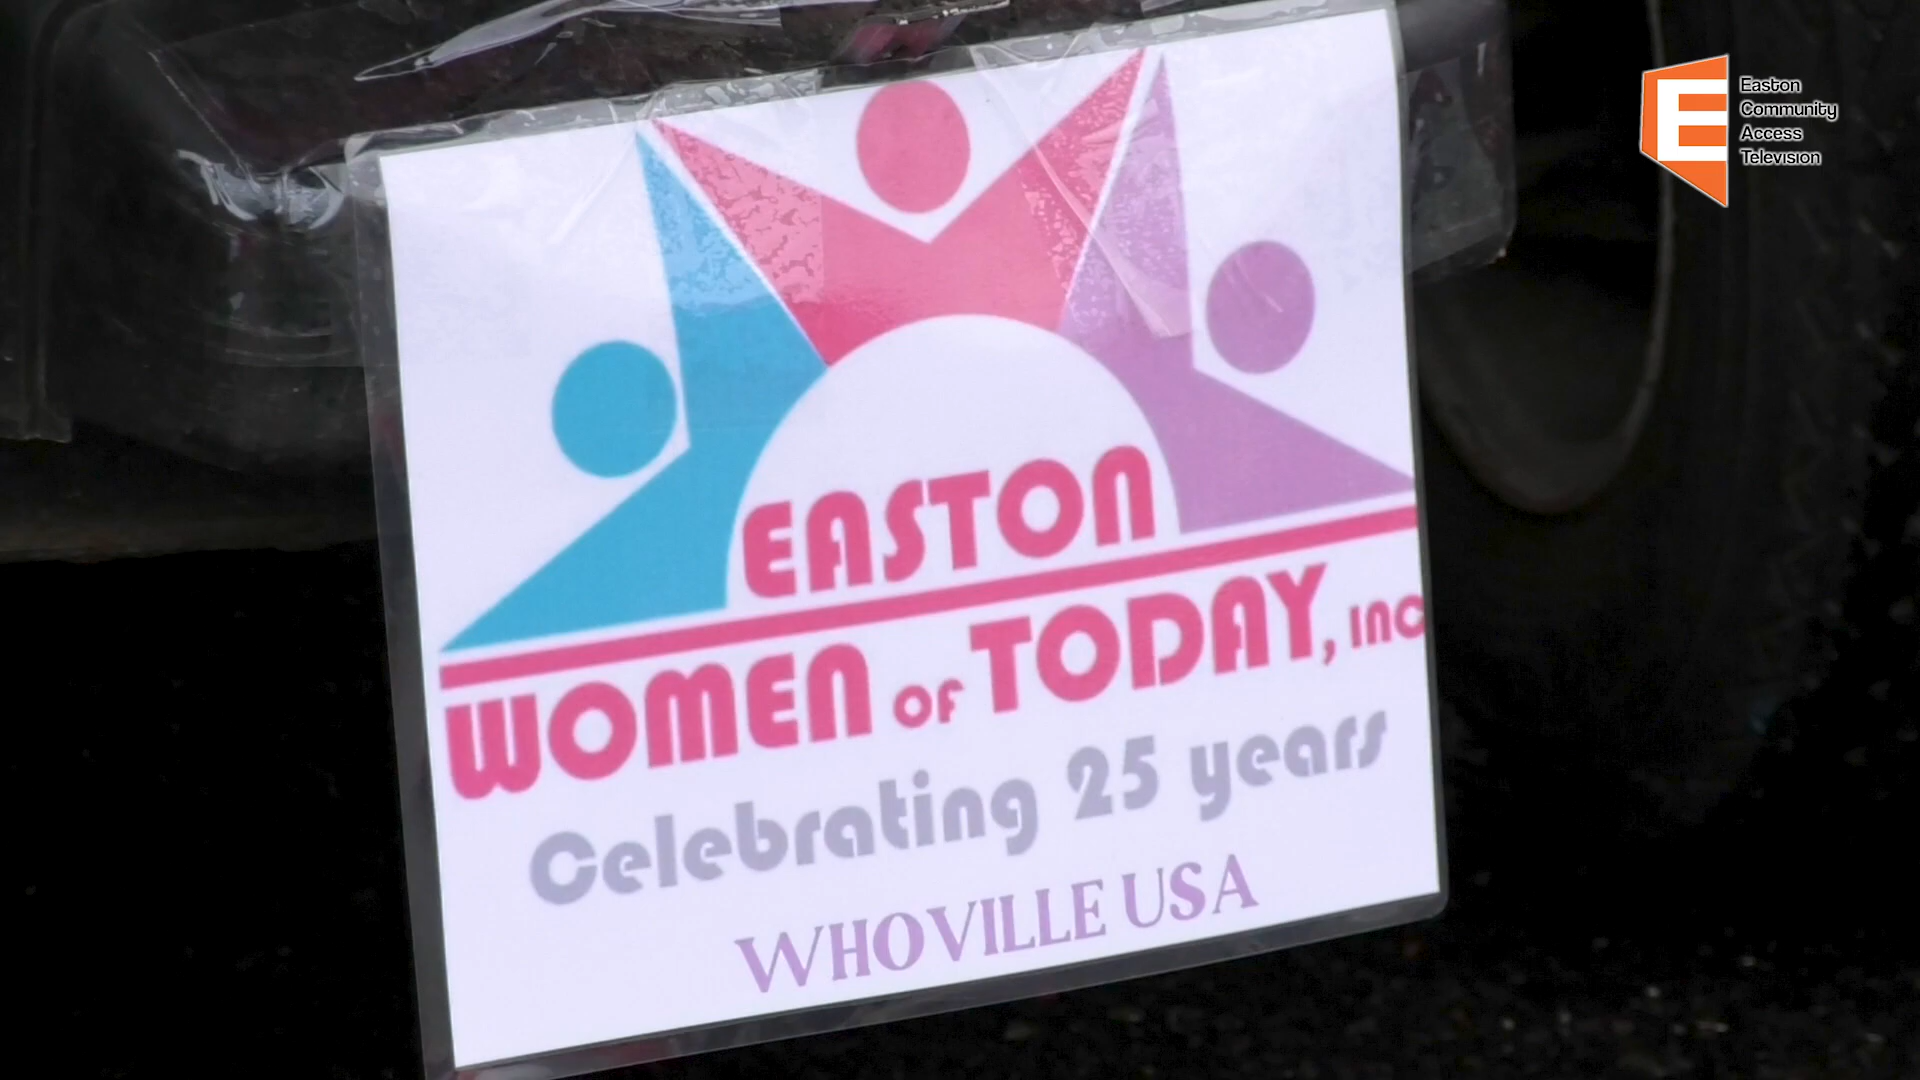 Easton
Community
Access
Television
EASTON
WOMEN OF TODAY, INC
Celebrating 25 years
WHOVILLE USA